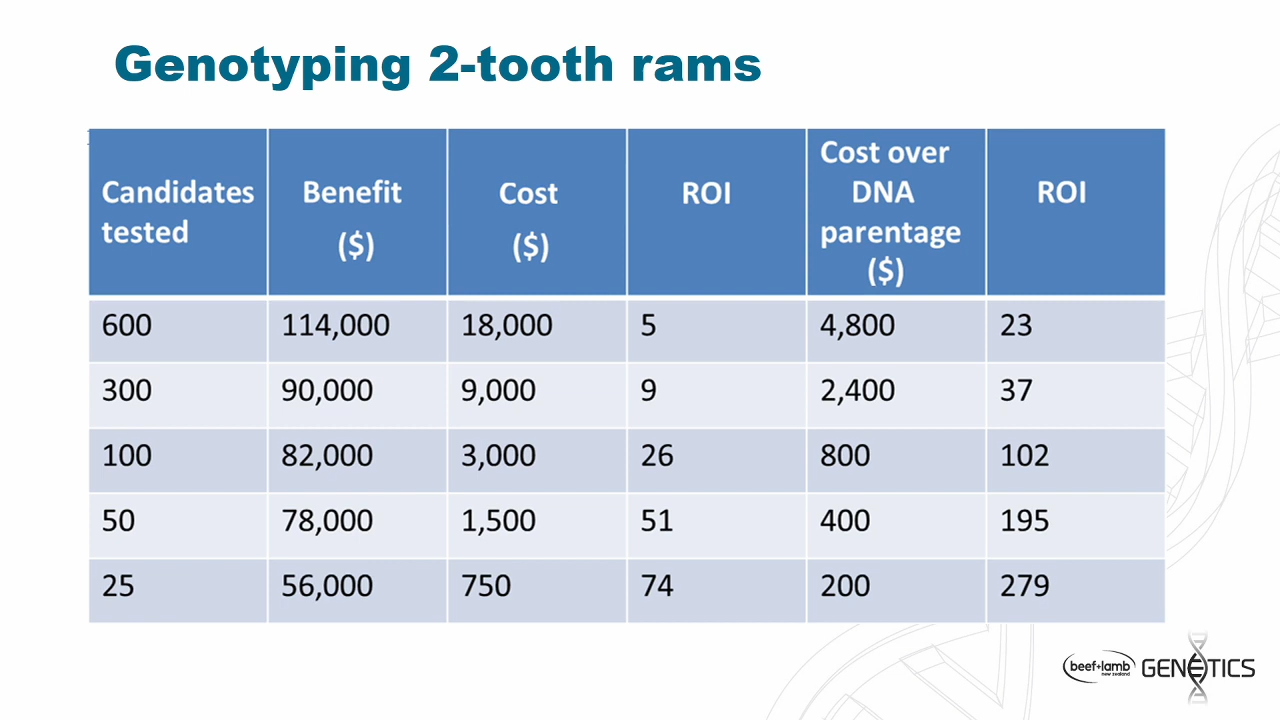 Genotyping 2-tooth rams
Candidates tested | Benefit ($) | Cost ($) | ROI | Cost over DNA parentage ($) | ROI
600 | 114,000 | 18,000 | 5 | 4,800 | 23
300 | 90,000 | 9,000 | 9 | 2,400 | 37
100 | 82,000 | 3,000 | 26 | 800 | 102
50 | 78,000 | 1,500 | 51 | 400 | 195
25 | 56,000 | 750 | 74 | 200 | 279
beef+lamb
new zealand
GENETICS